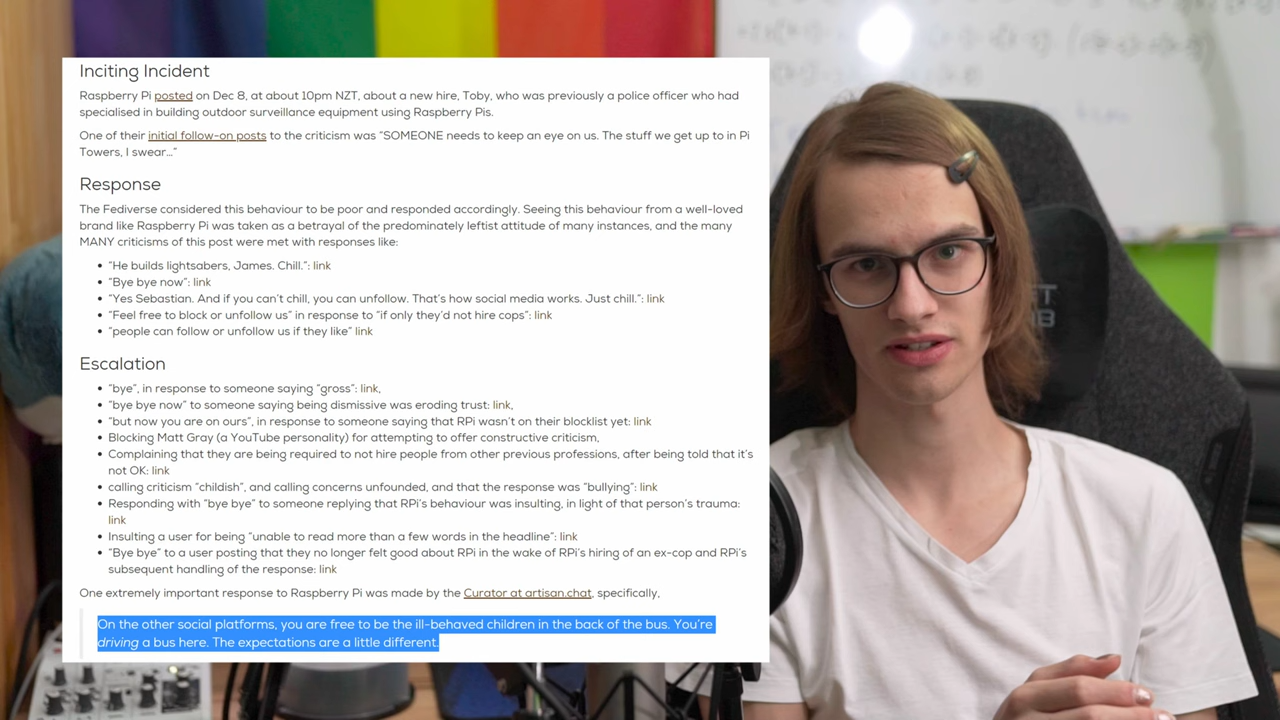 Inciting Incident
Raspberry Pi posted on Dec 8, at about 10pm NZT, about a new hire, Toby, who was previously a police officer who had
specialised in building outdoor surveillance equipment using Raspberry Pis.
One of their initial follow-on posts to the criticism was “SOMEONE needs to keep an eye on us. The stuff we get up to in Pi
Towers, I swear…”
Response
The Fediverse considered this behaviour to be poor and responded accordingly. Seeing this behaviour from a well-loved
brand like Raspberry Pi was taken as a betrayal of the predominately leftist attitude of many instances, and the many
MANY criticisms of this post were met with responses like:
• “He builds lightsabers, James. Chill.”: link
• “Bye bye now”: link
• “Yes Sebastian. And if you can’t chill, you can unfollow. That’s how social media works. Just chill.”: link
• “Feel free to block or unfollow us” in response to “if only they’d not hire cops”: link
• “people can follow or unfollow us if they like” link
Escalation
• “bye”, in response to someone saying “gross”: link,
• “bye bye now” to someone saying being dismissive was eroding trust: link,
• “but now you are on ours”, in response to someone saying that RPi wasn’t on their blocklist yet: link
• Blocking Matt Gray (a YouTube personality) for attempting to offer constructive criticism,
• Complaining that they are being required to not hire people from other previous professions, after being told that it’s
not OK: link
• calling criticism “childish”, and calling concerns unfounded, and that the response was “bullying”: link
• Responding with “bye bye” to someone replying that RPi’s behaviour was insulting, in light of that person’s trauma:
link
• Insulting a user for being “unable to read more than a few words in the headline”: link
• “Bye bye” to a user posting that they no longer felt good about RPi in the wake of RPi’s hiring of an ex-cop and RPi’s
subsequent handling of the response: link
One extremely important response to Raspberry Pi was made by the Curator at artisan.chat, specifically,
On the other social platforms, you are free to be the ill-behaved children in the back of the bus. You’re
driving a bus here. The expectations are a little different.